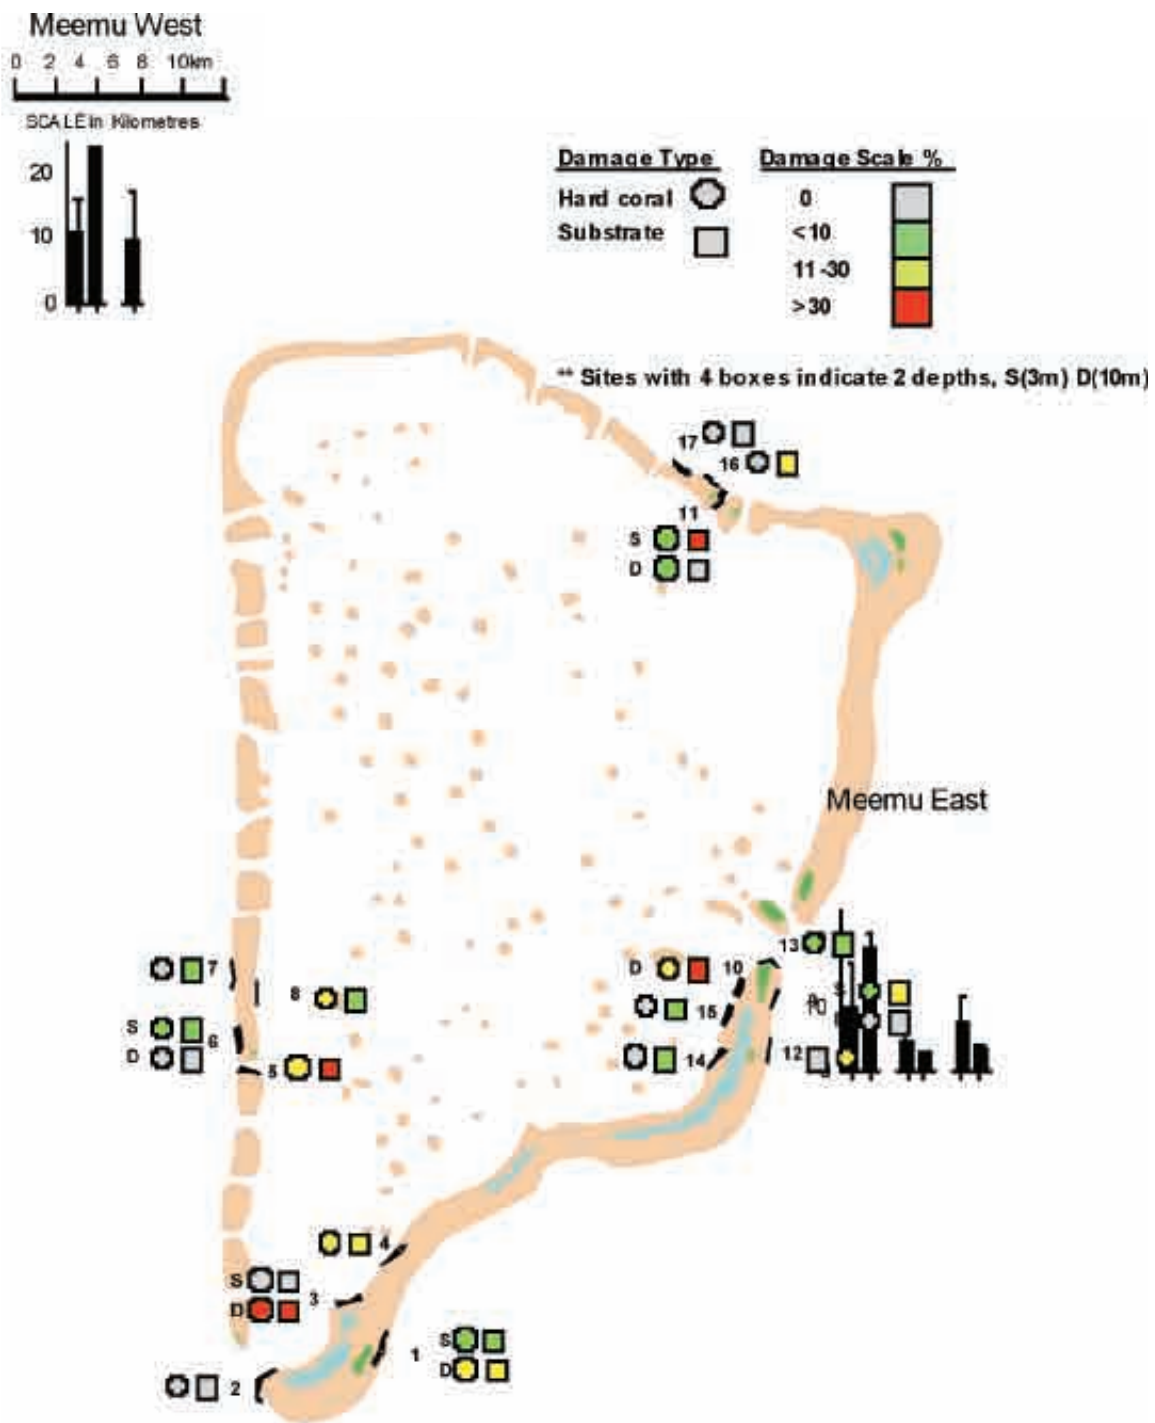 Meemu West
0 2 4 6 8 10km
SCALE in Kilometres
20
10
0
Damage Type
Hard coral
Substrate
Damage Scale %
0
<10
11-30
>30
** Sites with 4 boxes indicate 2 depths, S(3m) D(10m)
17
16
11
S
D
Meemu East
13
D 10
15
14
12
7
8
S
6
D
5
4
S
3
D
S
1
D
2